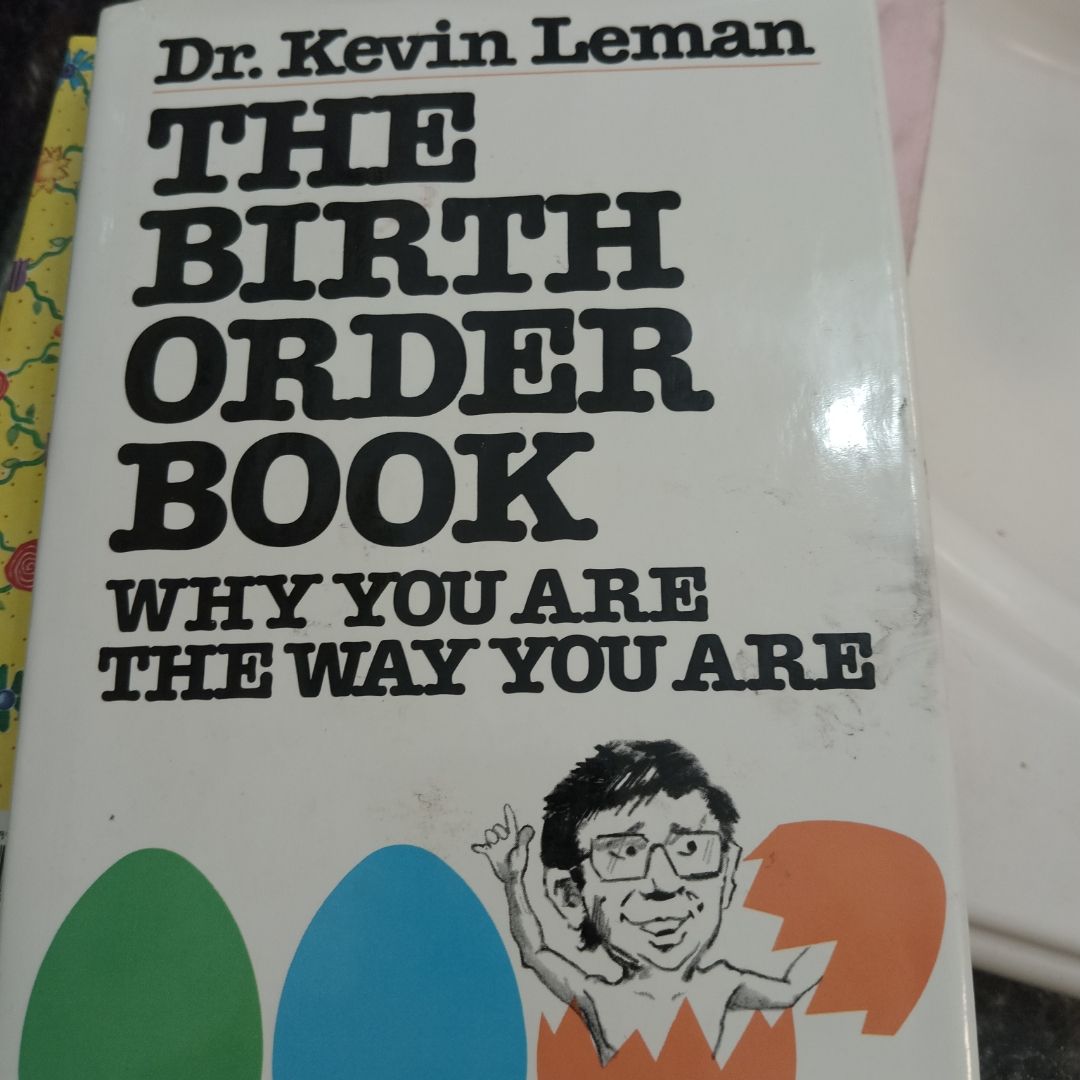 Dr. Kevin Leman
THE
BIRTH
ORDER
BOOK
WHY YOU ARE
THE WAY YOU ARE